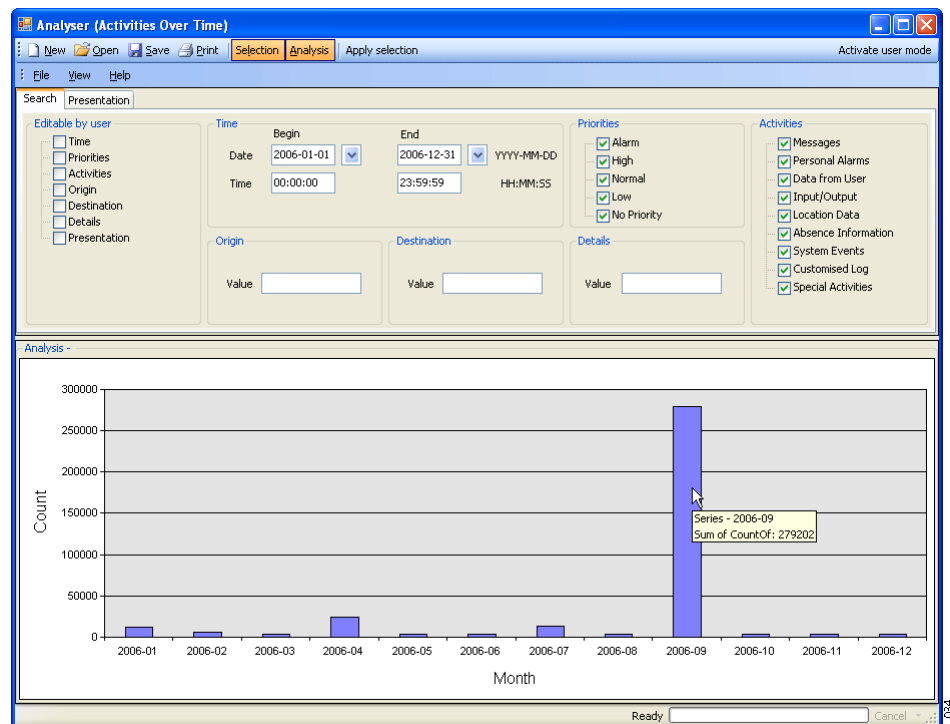 Analyser (Activities Over Time)
New Open Save Print Selection Analysis Apply selection Activate user mode
File View Help
Search Presentation
Editable by user
Time
Priorities
Activities
Origin
Destination
Details
Presentation
Time
Begin End
Date 2006-01-01 2006-12-31 YYYY-MM-DD
Time 00:00:00 23:59:59 HH:MM:SS
Priorities
Alarm
High
Normal
Low
No Priority
Activities
Messages
Personal Alarms
Data from User
Input/Output
Location Data
Absence Information
System Events
Customised Log
Special Activities
Origin
Value
Destination
Value
Details
Value
Analysis -
300000
250000
200000
150000
100000
50000
0
Count
Series - 2006-09
Sum of CountOf: 279202
2006-01 2006-02 2006-03 2006-04 2006-05 2006-06 2006-07 2006-08 2006-09 2006-10 2006-11 2006-12
Month
Ready Cancel